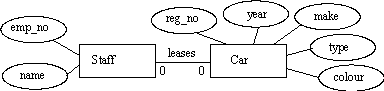 emp_no
name
Staff
leases
0 0
Car
reg_no
year
make
type
colour